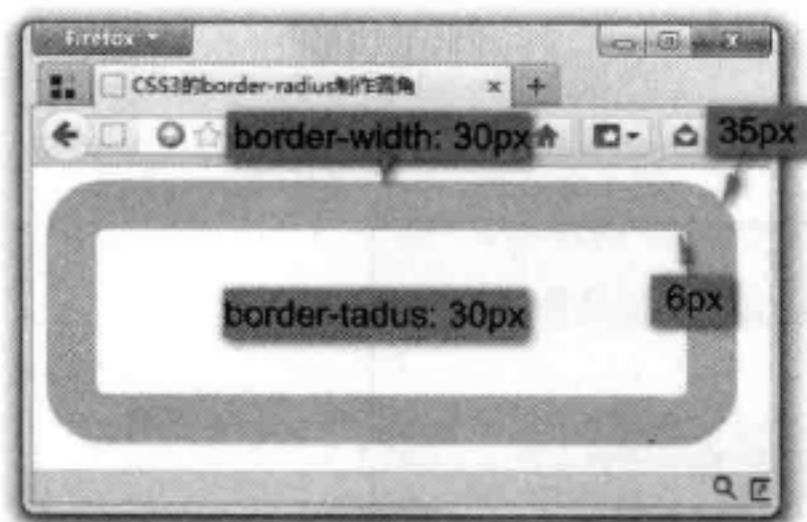 Firefox
CSS3的border-radius制作圆角
border-width: 30px
35px
border-tadus: 30px
6px